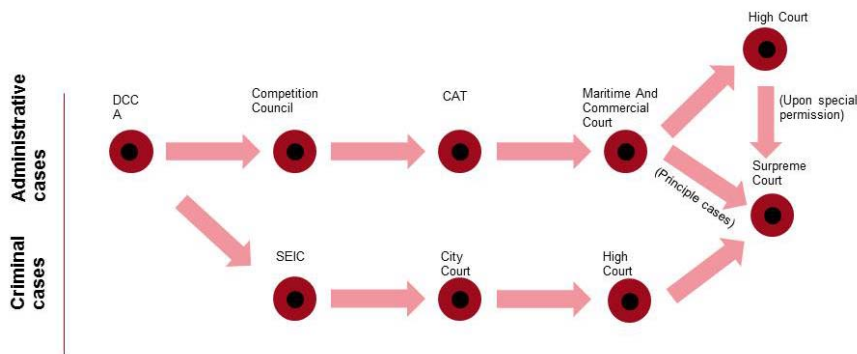 High Court
Administrative
cases
DCC
A
Competition
Council
CAT
Maritime And
Commercial
Court
(Upon special
permission)
(Principle cases)
Surpreme
Court
Criminal
cases
SEIC
City
Court
High
Court